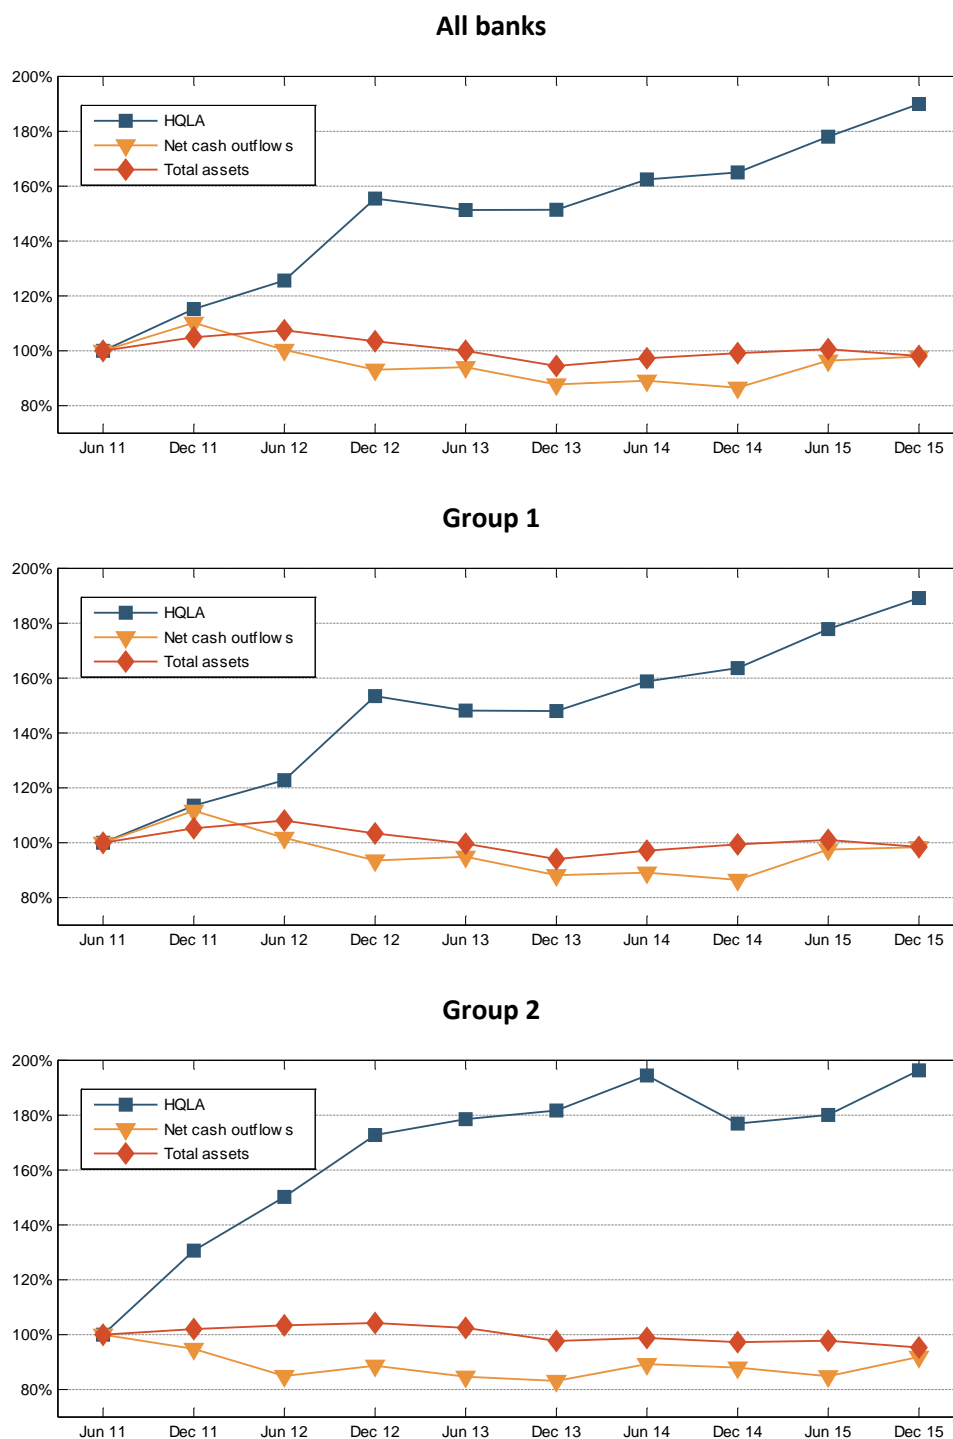 All banks
200%
180%
160%
140%
120%
100%
80%
HQLA
Net cash outflows
Total assets
Jun 11 Dec 11 Jun 12 Dec 12 Jun 13 Dec 13 Jun 14 Dec 14 Jun 15 Dec 15
Group 1
200%
180%
160%
140%
120%
100%
80%
HQLA
Net cash outflows
Total assets
Jun 11 Dec 11 Jun 12 Dec 12 Jun 13 Dec 13 Jun 14 Dec 14 Jun 15 Dec 15
Group 2
200%
180%
160%
140%
120%
100%
80%
HQLA
Net cash outflows
Total assets
Jun 11 Dec 11 Jun 12 Dec 12 Jun 13 Dec 13 Jun 14 Dec 14 Jun 15 Dec 15